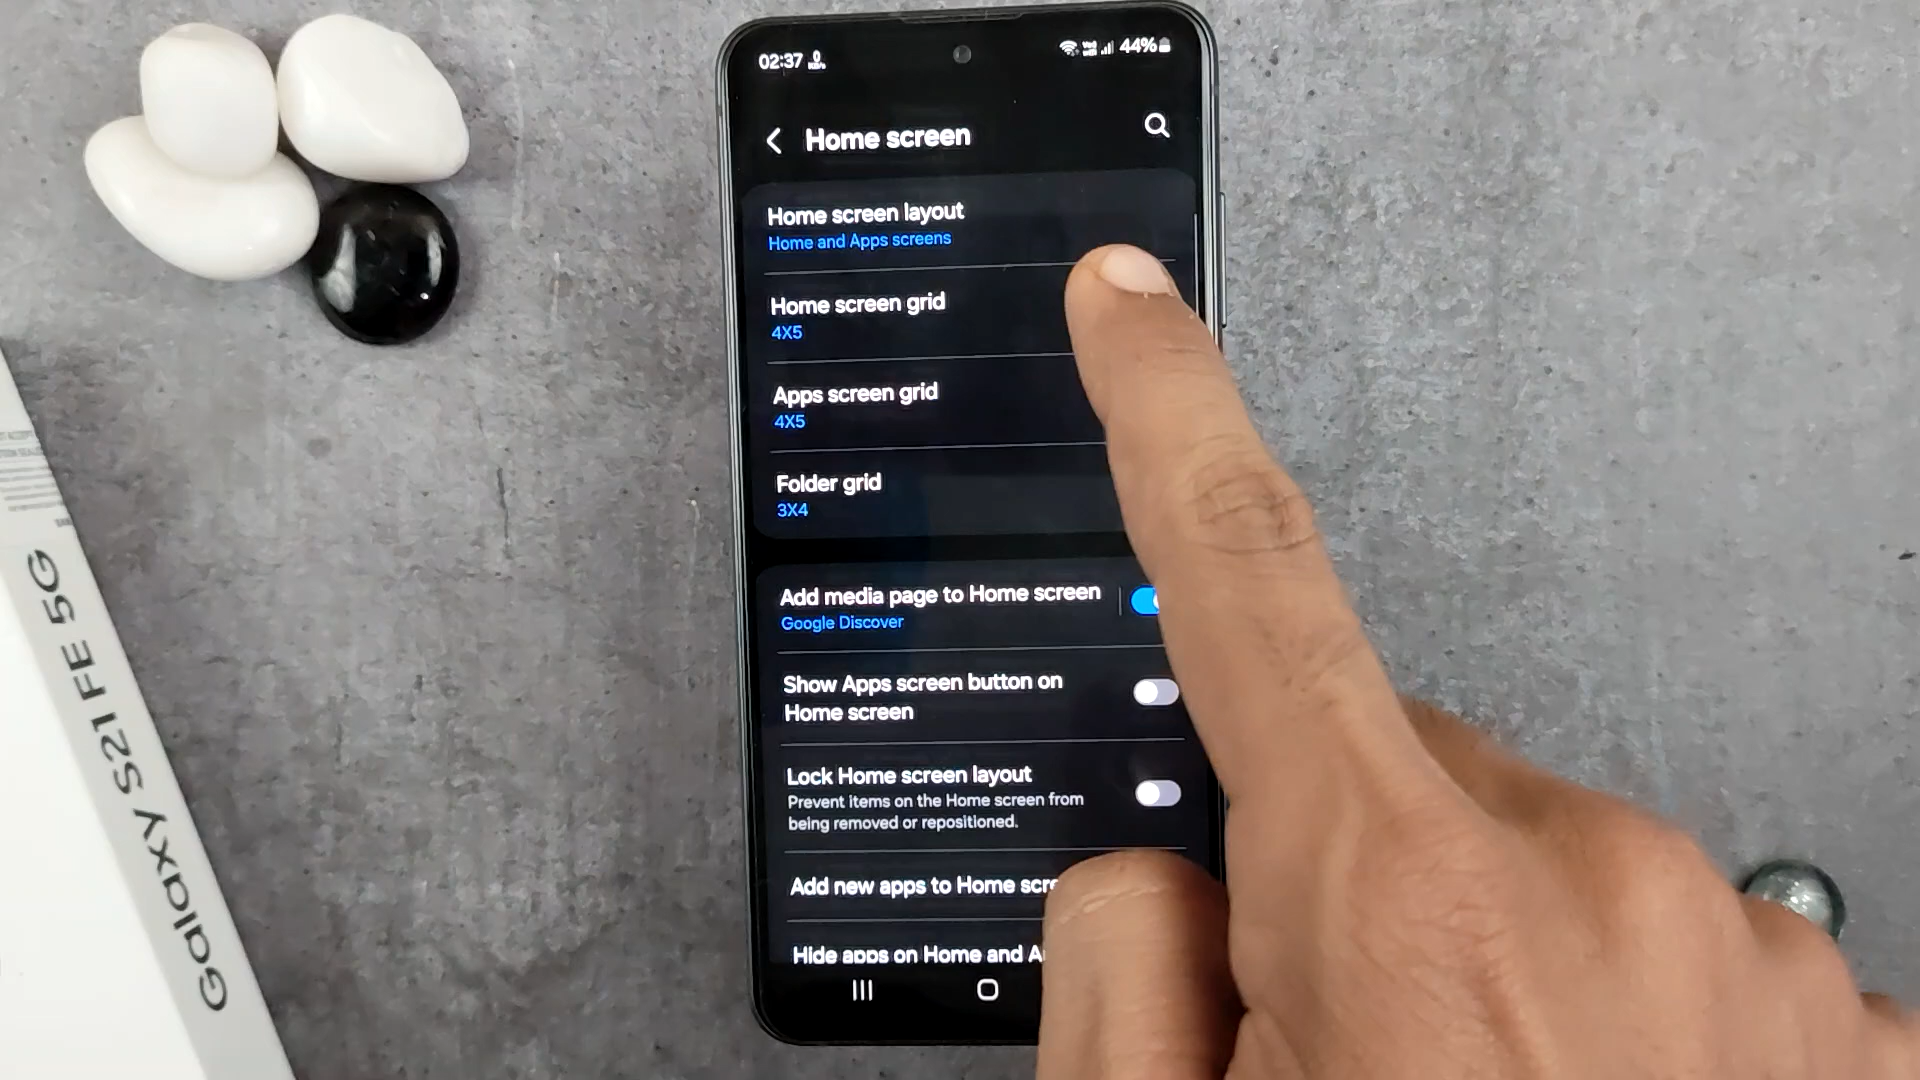 02:37
44%
Home screen
Home screen layout
Home and Apps screens
Home screen grid
4X5
Apps screen grid
4X5
Folder grid
3X4
Add media page to Home screen
Google Discover
Show Apps screen button on
Home screen
Lock Home screen layout
Prevent items on the Home screen from
being removed or repositioned.
Add new apps to Home scre
Hide apps on Home and A
Galaxy S21 FE 5G